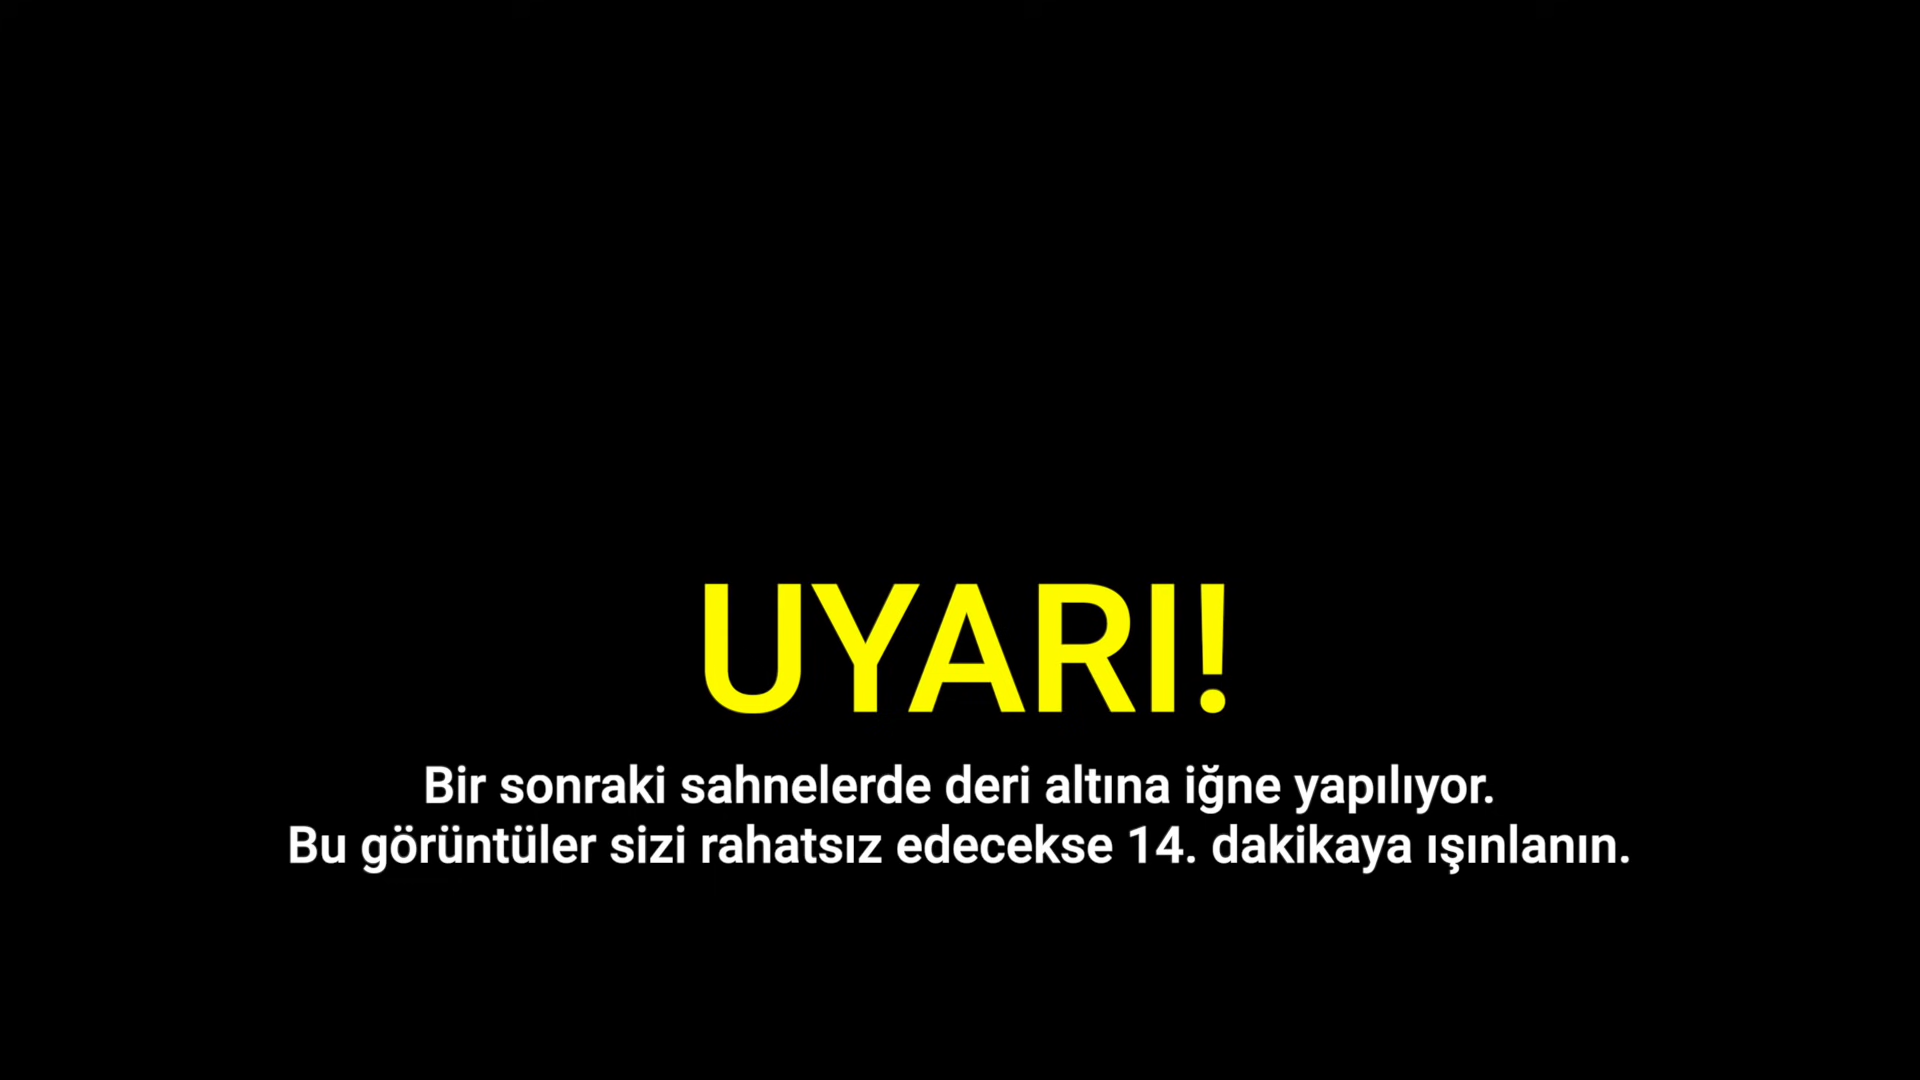 UYARI!
Bir sonraki sahnelerde deri altına iğne yapılıyor.
Bu görüntüler sizi rahatsız edecekse 14. dakikaya ışınlanın.